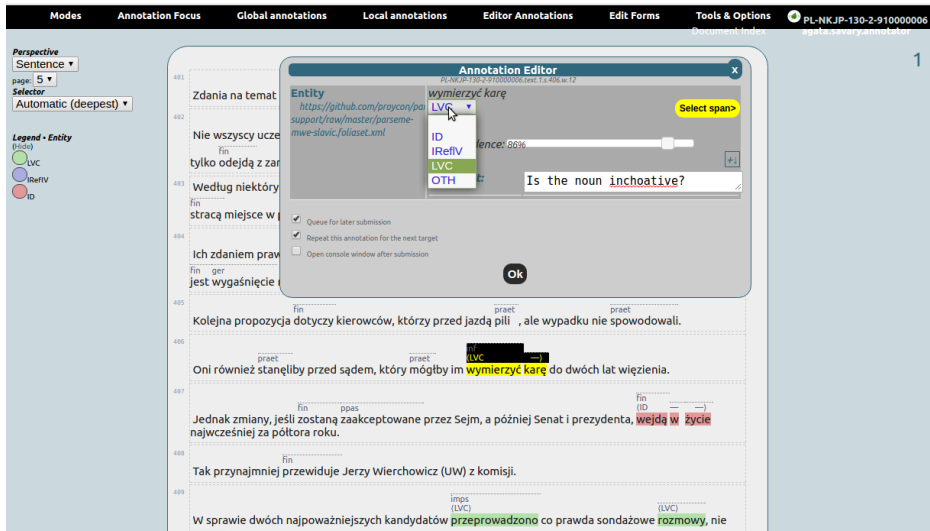 Modes Annotation Focus Global annotations Local annotations Editor Annotations Edit Forms Tools & Options PL-NKJP-130-2-910000006
Document Index agata.savary.annotator
1
Perspective
Sentence
page: 5
Selector
Automatic (deepest)
Legend - Entity
(Hide)
LVC
IReflV
ID
Annotation Editor
X
PL-NKJP-130-2-910000006.text.1.s.406.w.12
Entity
https://github.com/proycon/par
support/raw/master/parseme-
mwe-slavic.foliaset.xml
wymierzyć karę
LVC
ID
IReflV
LVC
OTH
Select span>
dence: 86%
+↓
t:
Is the noun inchoative?
Queue for later submission
Repeat this annotation for the next target
Open console window after submission
Ok
401
Zdania na temat
402
Nie wszyscy ucze
fin
tylko odejdą z zar
403
Według niektóry
fin
stracą miejsce w p
404
Ich zdaniem praw
fin ger
jest wygaśnięcie
405
fin praet praet
Kolejna propozycja dotyczy kierowców, którzy przed jazdą pili , ale wypadku nie spowodowali.
406
inf
praet praet (LVC —)
Oni również stanęliby przed sądem, który mógłby im wymierzyć karę do dwóch lat więzienia.
407
fin
fin ppas (ID — —)
Jednak zmiany, jeśli zostaną zaakceptowane przez Sejm, a później Senat i prezydenta, wejdą w życie
najwcześniej za półtora roku.
408
fin
Tak przynajmniej przewiduje Jerzy Wierchowicz (UW) z komisji.
409
imps
(LVC) (LVC)
W sprawie dwóch najpoważniejszych kandydatów przeprowadzono co prawda sondażowe rozmowy, nie